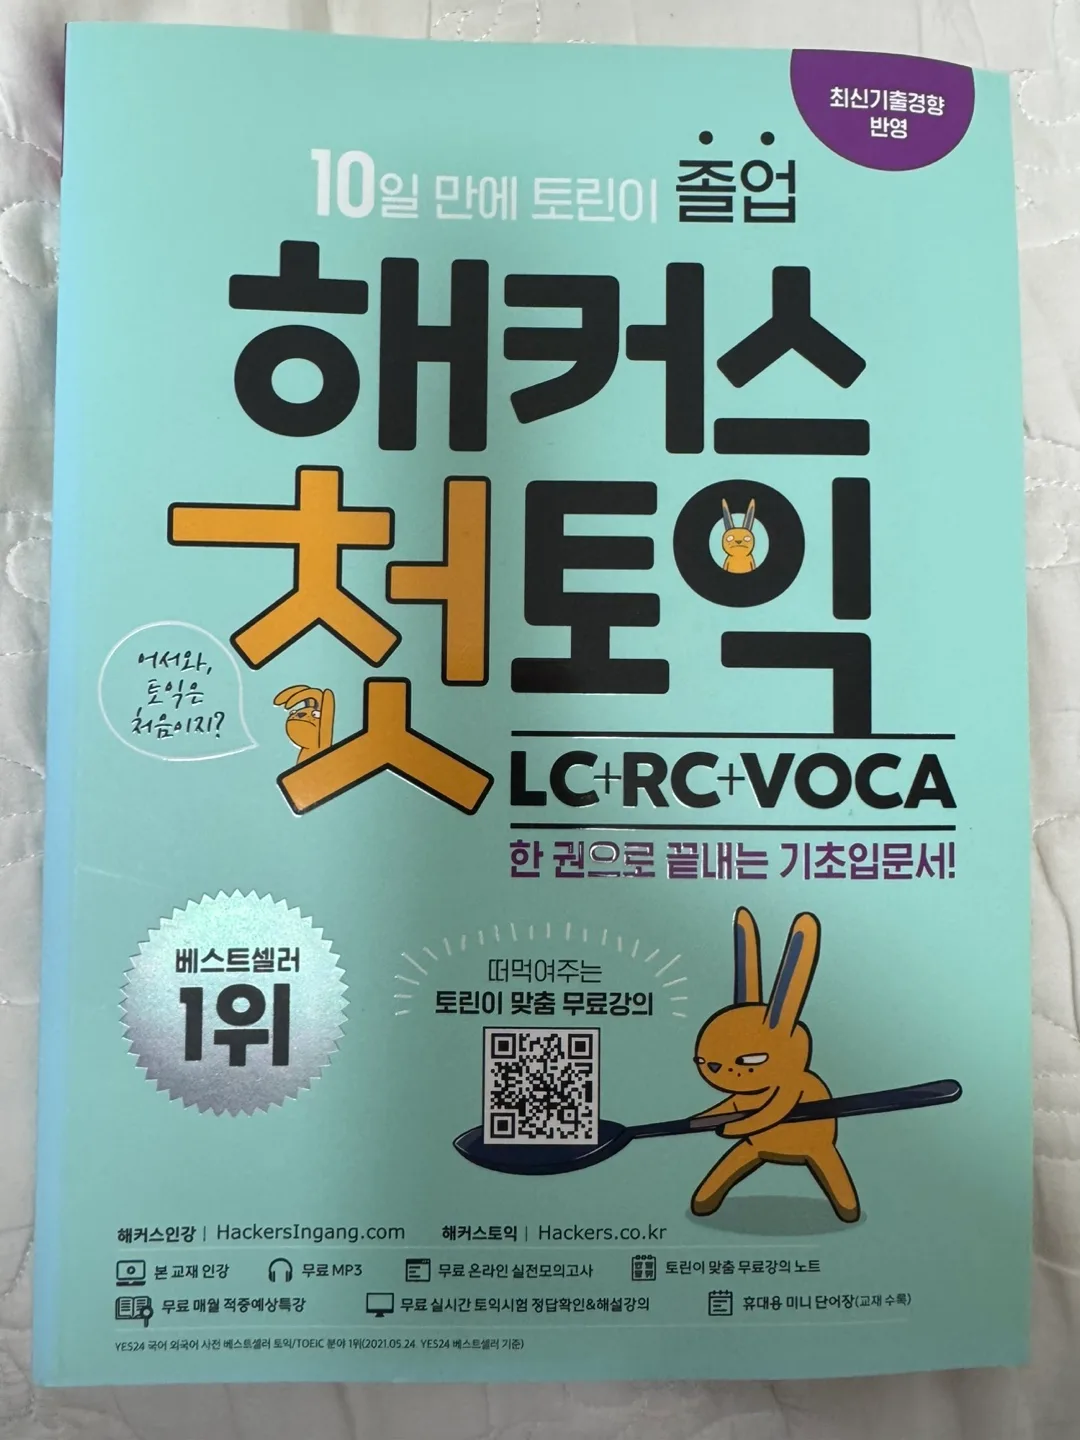 최신기출경향
반영
10일 만에 토린이 졸업
해커스
첫토익
어서와,
토익은
처음이지?
LC+RC+VOCA
한 권으로 끝내는 기초입문서!
베스트셀러
1위
떠먹여주는
토린이 맞춤 무료강의
해커스인강 | HackersIngang.com 해커스토익 | Hackers.co.kr
본 교재 인강 무료 MP3 무료 온라인 실전모의고사 토린이 맞춤 무료강의 노트
무료 매월 적중예상특강 무료 실시간 토익시험 정답확인&해설강의 휴대용 미니 단어장(교재 수록)
YES24 국어 외국어 사전 베스트셀러 토익/TOEIC 분야 1위(2021.05.24. YES24 베스트셀러 기준)